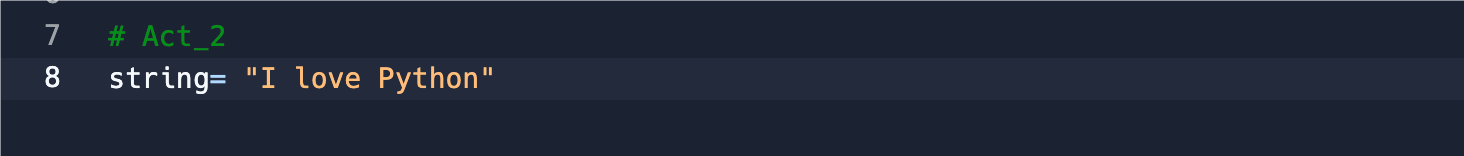 7 # Act_2
8 string= "I love Python"